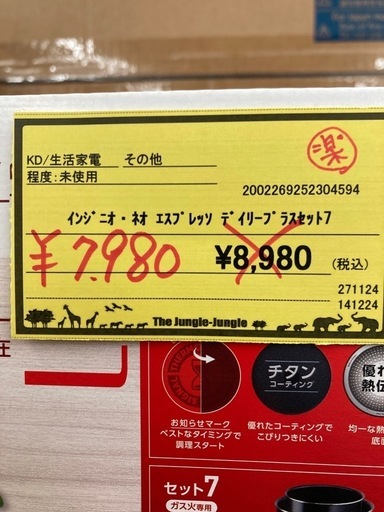 KD/生活家電 その他
程度:未使用
楽
2002269252304594
インジニオ・ネオ エスプレッソ デイリープラスセット7
¥7,980
¥8,980
(税込)
271124
141224
The Jungle-Jungle
チタン
コーティング
お知らせマーク
ベストなタイミングで
調理スタート
優れたコーティングで
こびりつきにくい
優れ
熱伝
均一な熱
底面
セット7
ガス火専用